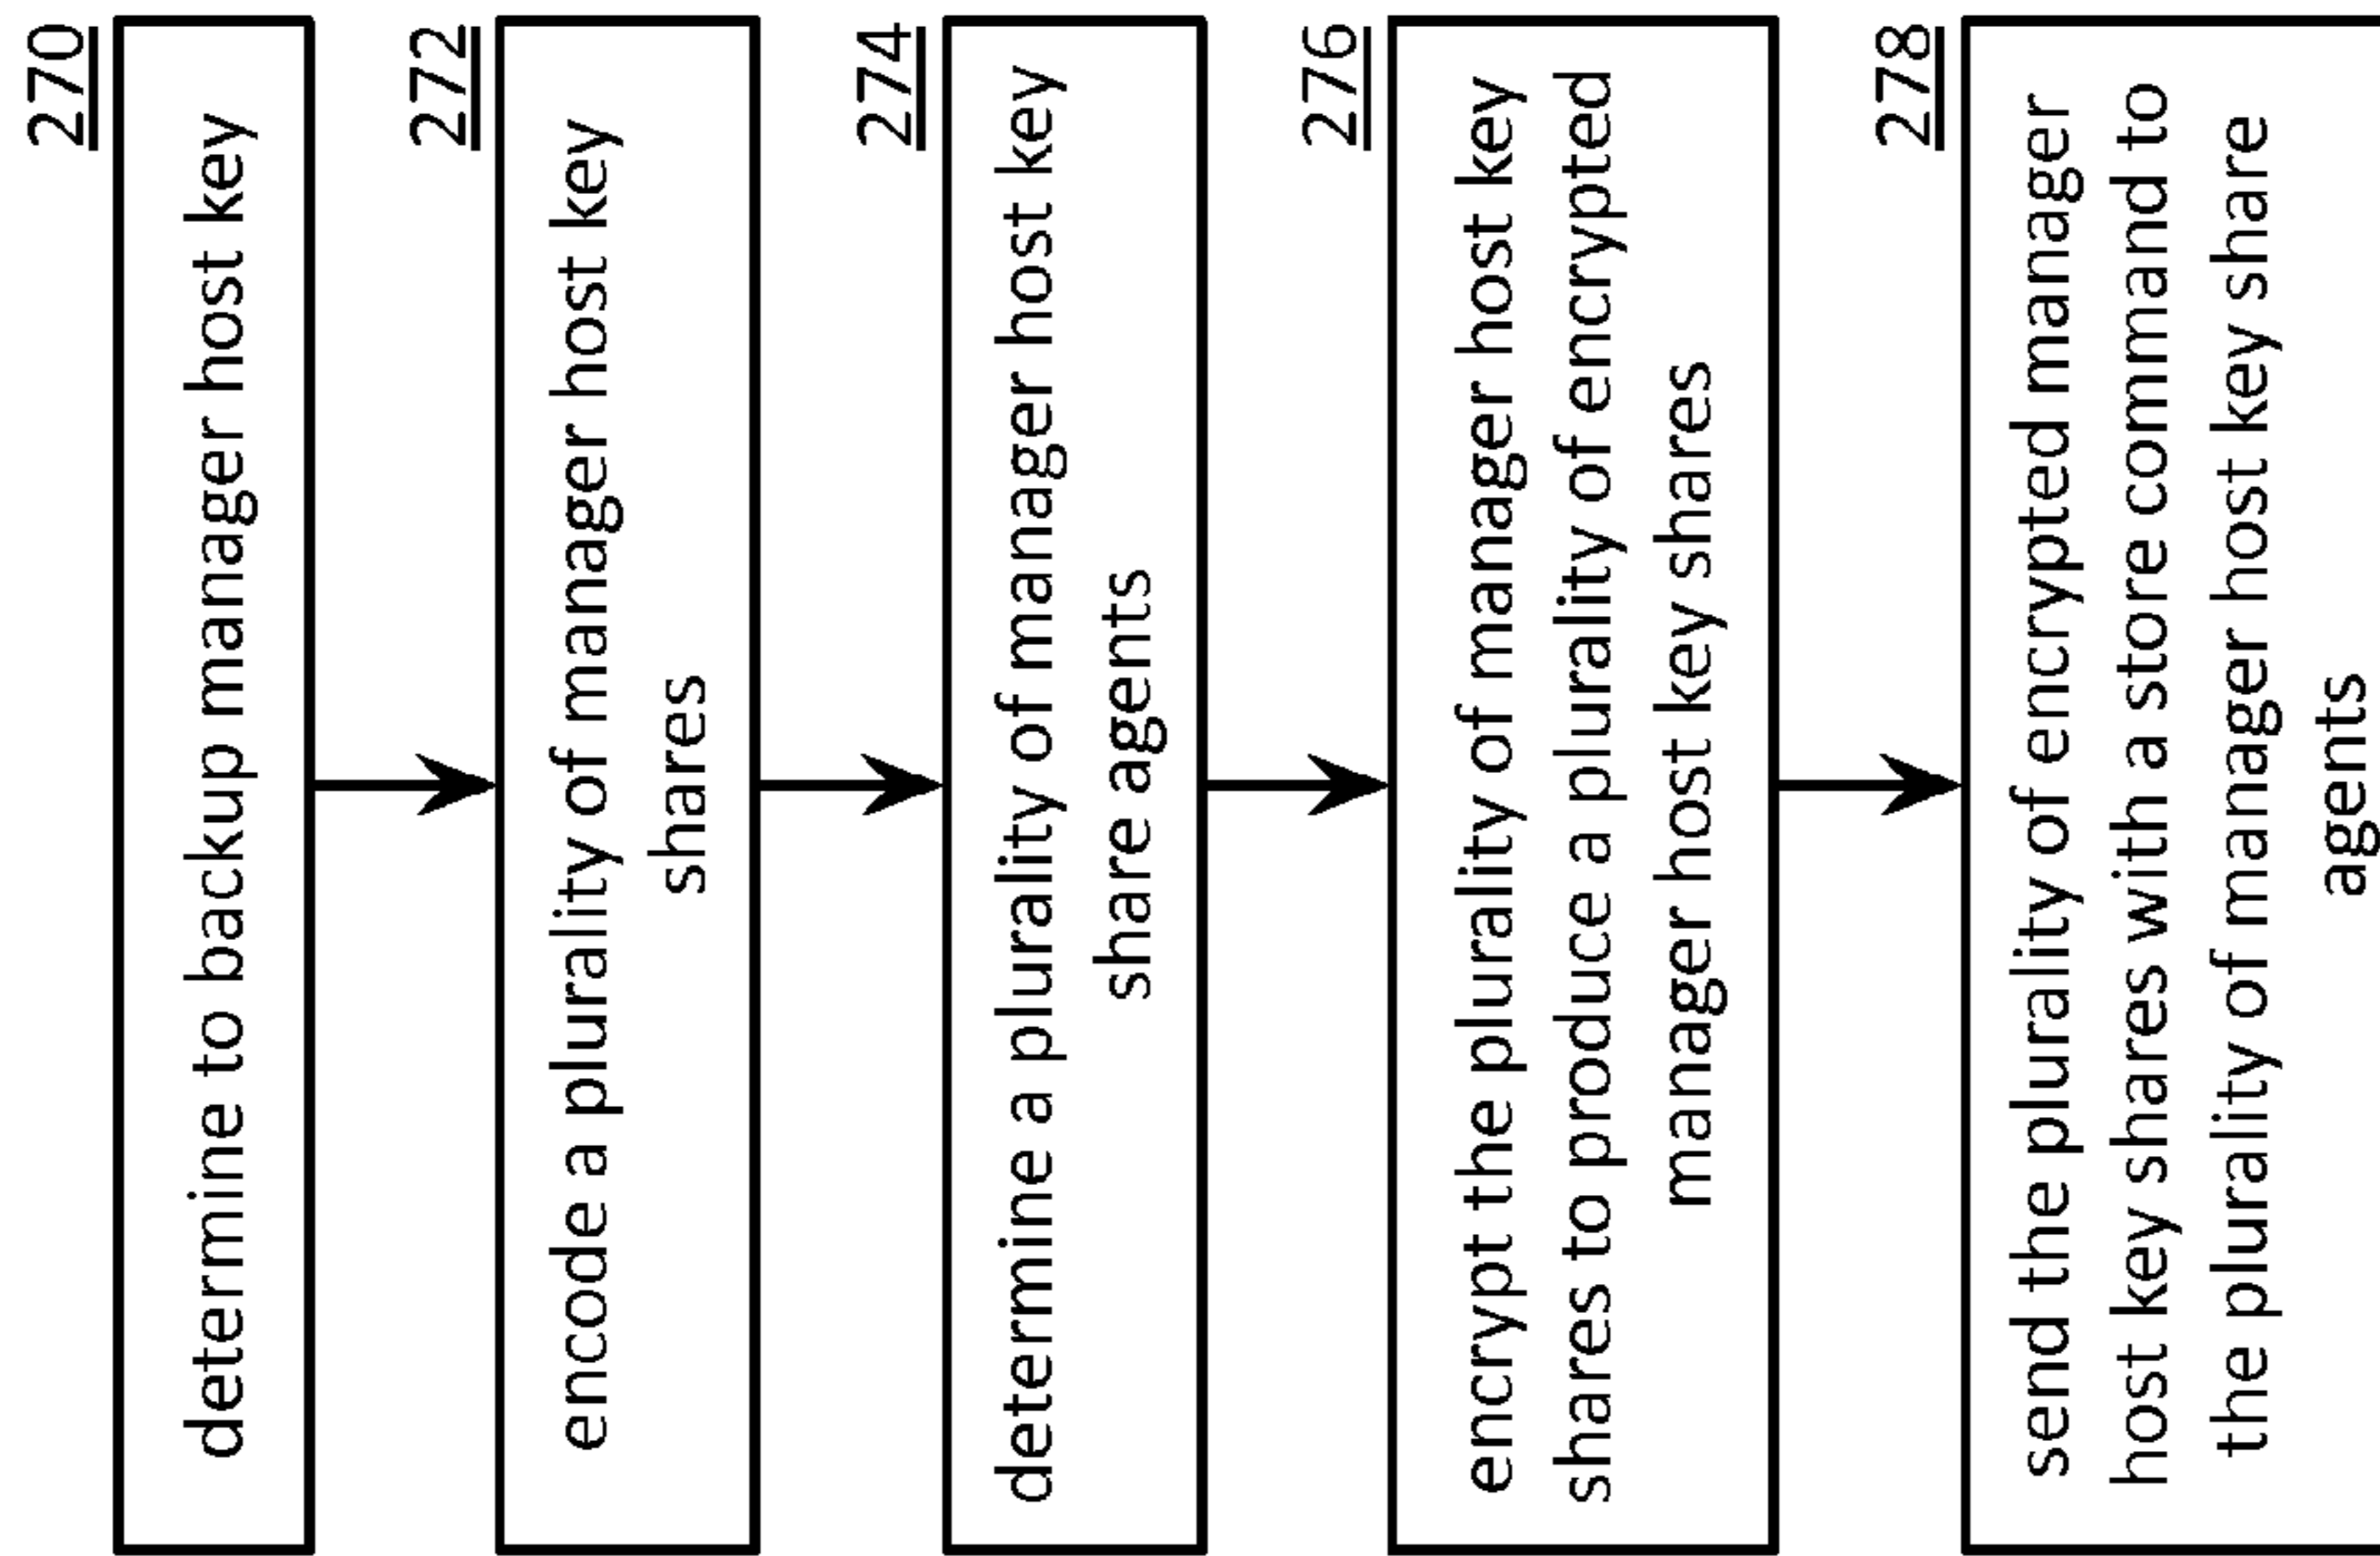 270
determine to backup manager host key
272
encode a plurality of manager host key
shares
274
determine a plurality of manager host key
share agents
276
encrypt the plurality of manager host key
shares to produce a plurality of encrypted
manager host key shares
278
send the plurality of encrypted manager
host key shares with a store command to
the plurality of manager host key share
agents